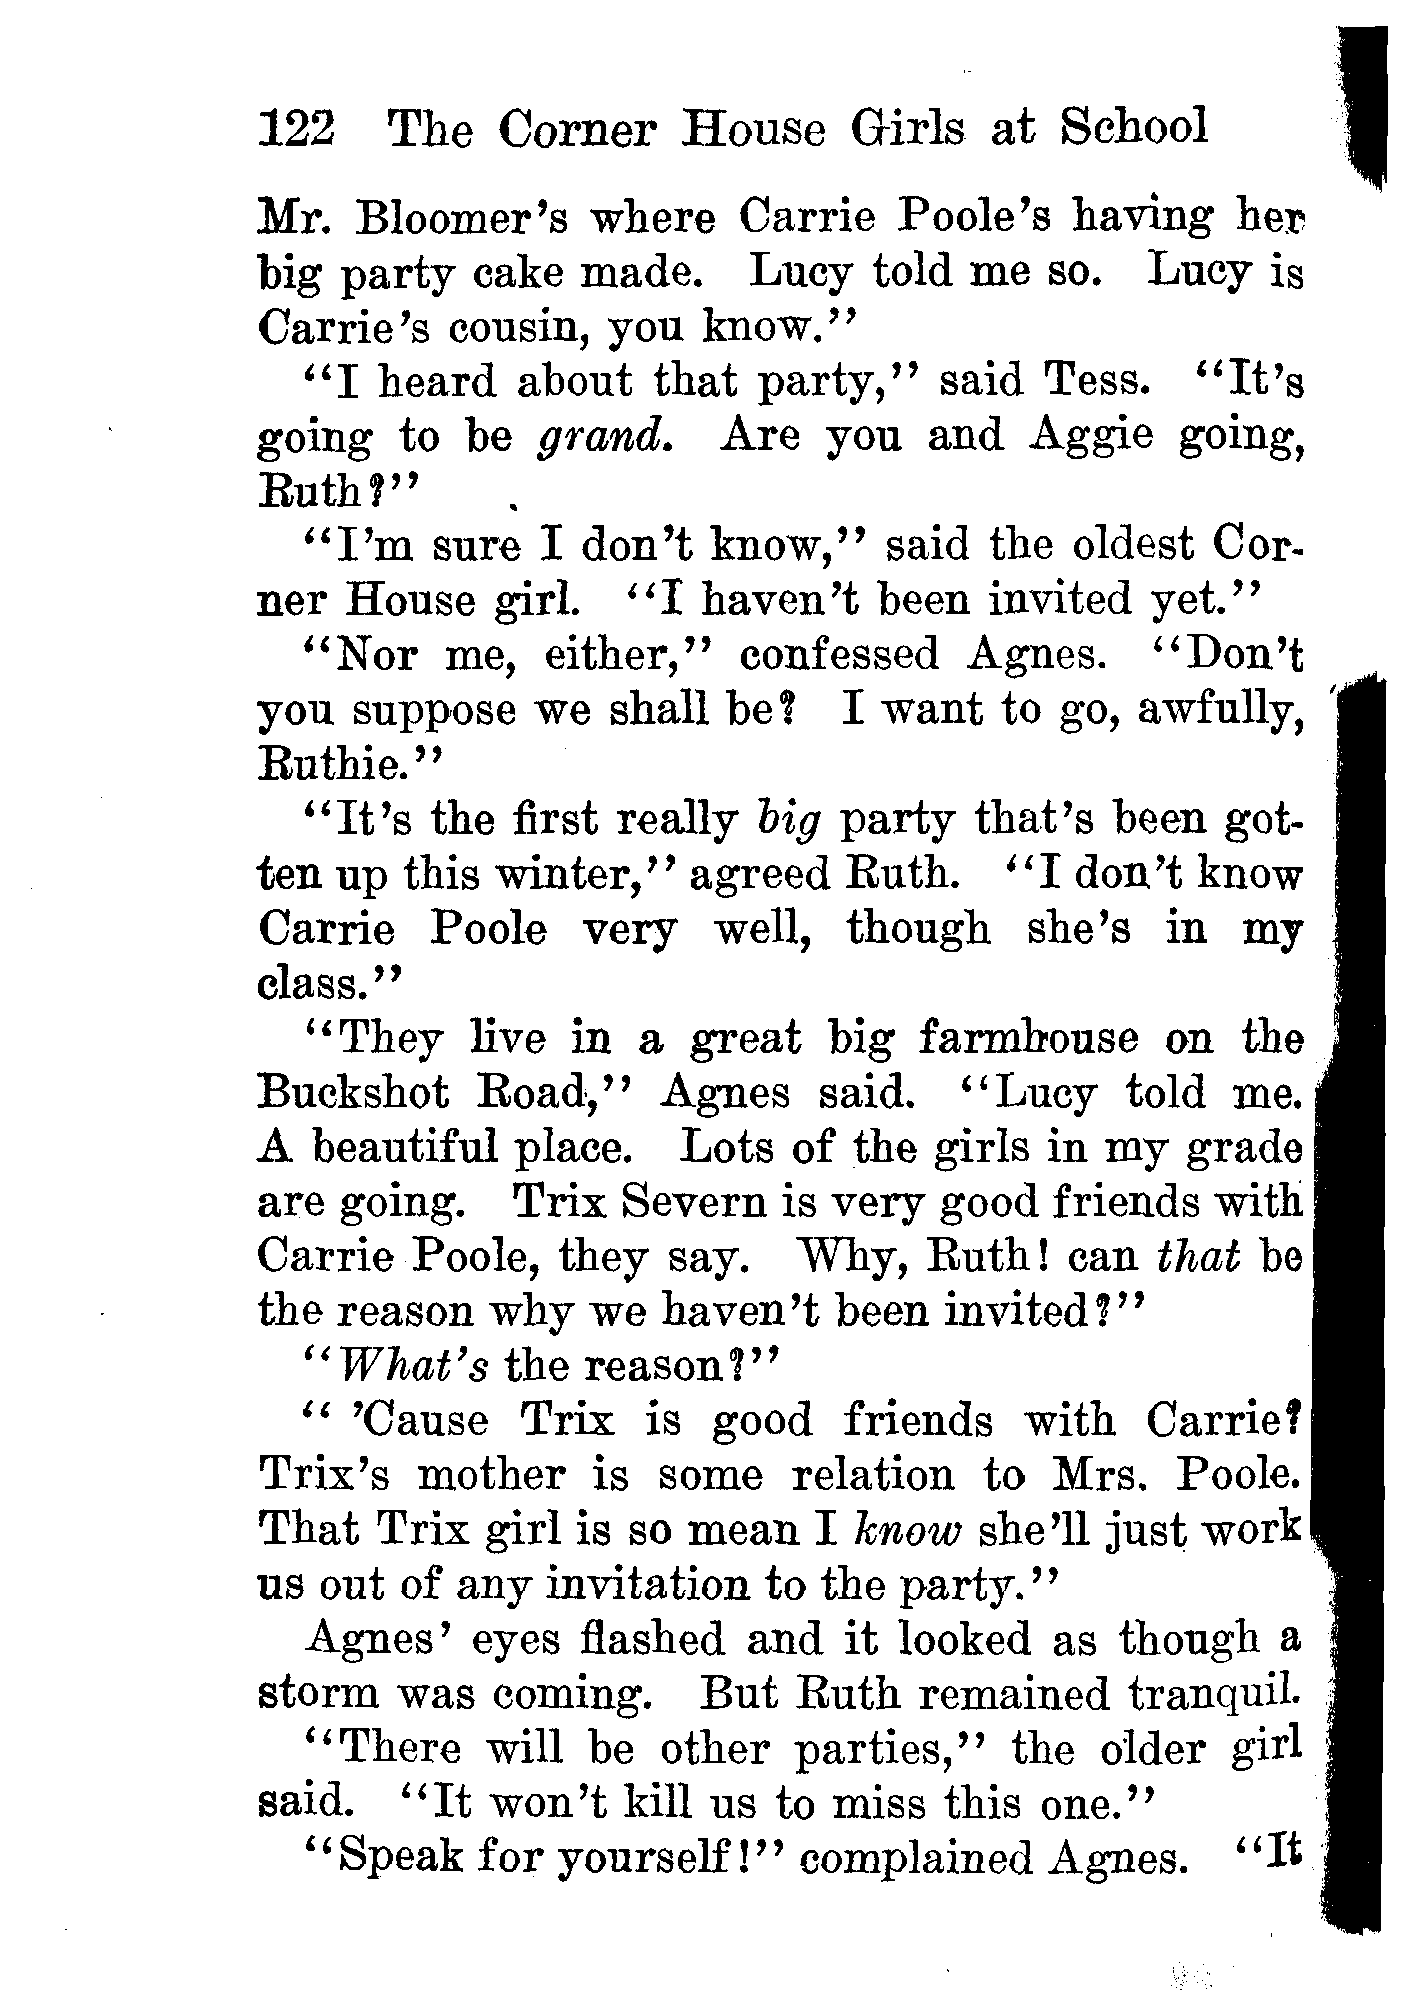 122 The Corner House Girls at School
Mr. Bloomer's where Carrie Poole's having her
big party cake made. Lucy told me so. Lucy is
Carrie's cousin, you know."
"I heard about that party," said Tess. "It's
going to be grand. Are you and Aggie going,
Ruth?"
"I'm sure I don't know," said the oldest Cor-
ner House girl. "I haven't been invited yet."
"Nor me, either," confessed Agnes. "Don't
you suppose we shall be? I want to go, awfully,
Ruthie."
"It's the first really big party that's been got-
ten up this winter," agreed Ruth. "I don't know
Carrie Poole very well, though she's in my
class."
"They live in a great big farmhouse on the
Buckshot Road," Agnes said. "Lucy told me.
A beautiful place. Lots of the girls in my grade
are going. Trix Severn is very good friends with
Carrie Poole, they say. Why, Ruth! can that be
the reason why we haven't been invited?"
"What's the reason?"
" 'Cause Trix is good friends with Carrie?
Trix's mother is some relation to Mrs. Poole.
That Trix girl is so mean I know she'll just work
us out of any invitation to the party."
Agnes' eyes flashed and it looked as though a
storm was coming. But Ruth remained tranquil.
"There will be other parties," the older girl
said. "It won't kill us to miss this one."
"Speak for yourself!" complained Agnes. "It